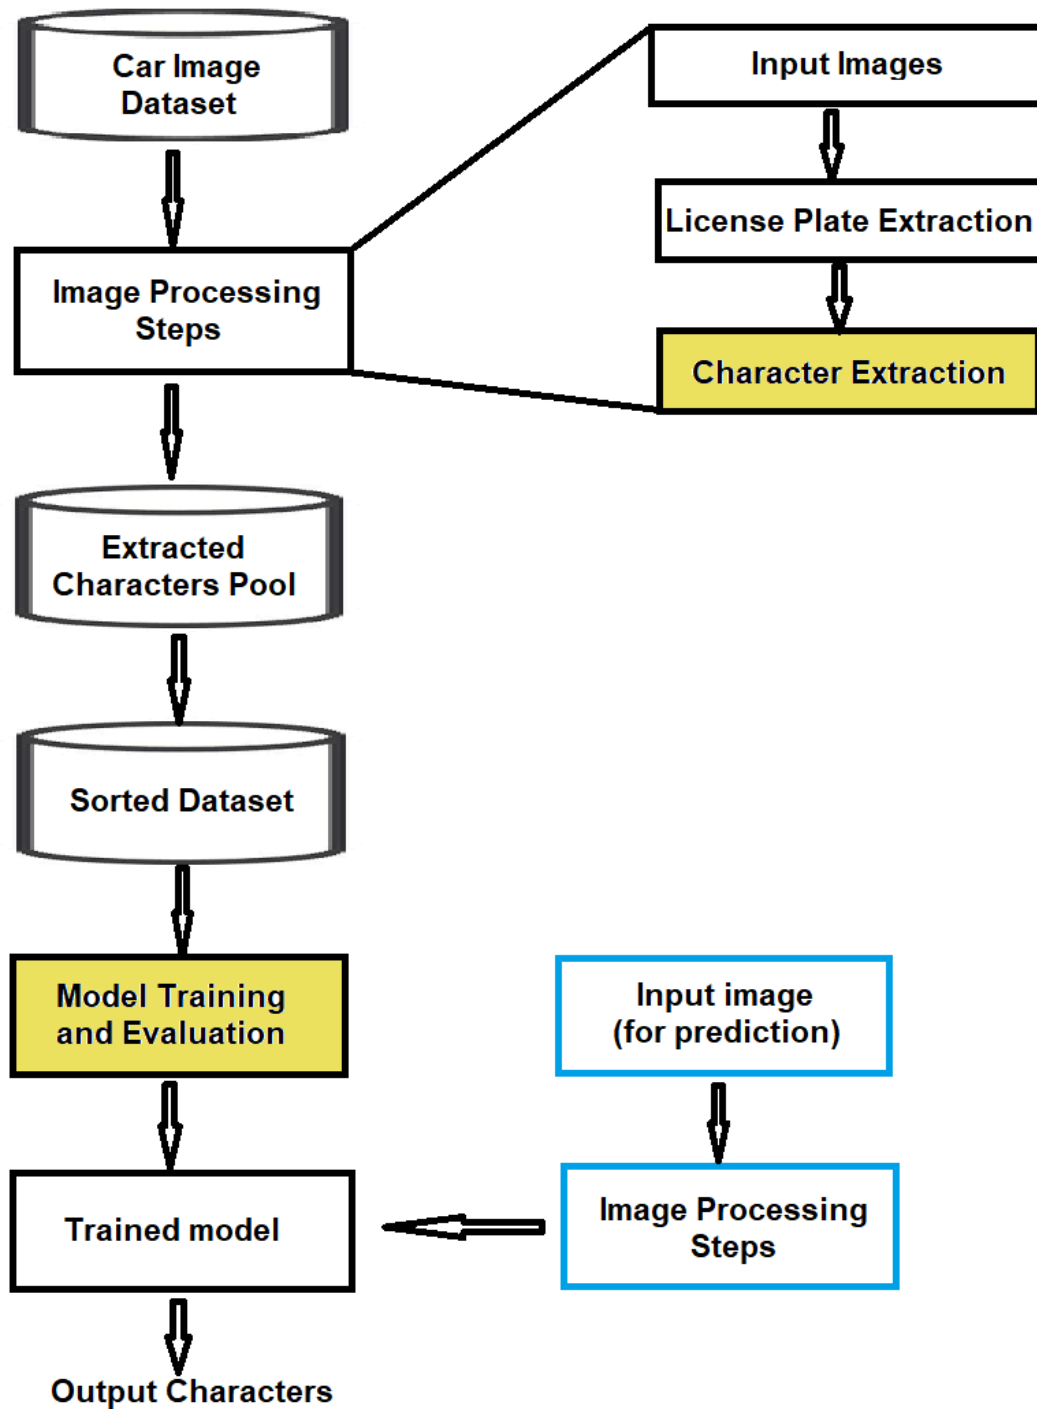 Car Image
Dataset
Input Images
License Plate Extraction
Image Processing
Steps
Character Extraction
Extracted
Characters Pool
Sorted Dataset
Model Training
and Evaluation
Input image
(for prediction)
Trained model
Image Processing
Steps
Output Characters